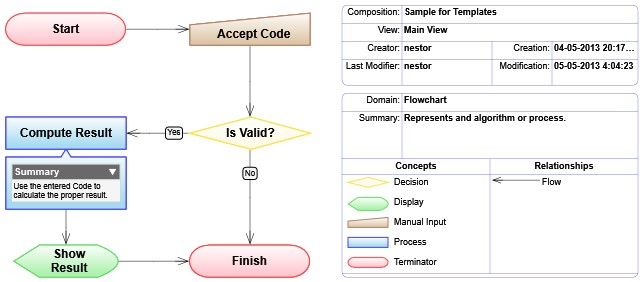 Start
Accept Code
Compute Result
Yes
Is Valid?
Summary
Use the entered Code to
calculate the proper result.
No
Show
Result
Finish
Composition: Sample for Templates
View: Main View
Creator: nestor Creation: 04-05-2013 20:17...
Last Modifier: nestor Modification: 05-05-2013 4:04:23
Domain: Flowchart
Summary: Represents and algorithm or process.
Concepts Relationships
Decision Flow
Display
Manual Input
Process
Terminator